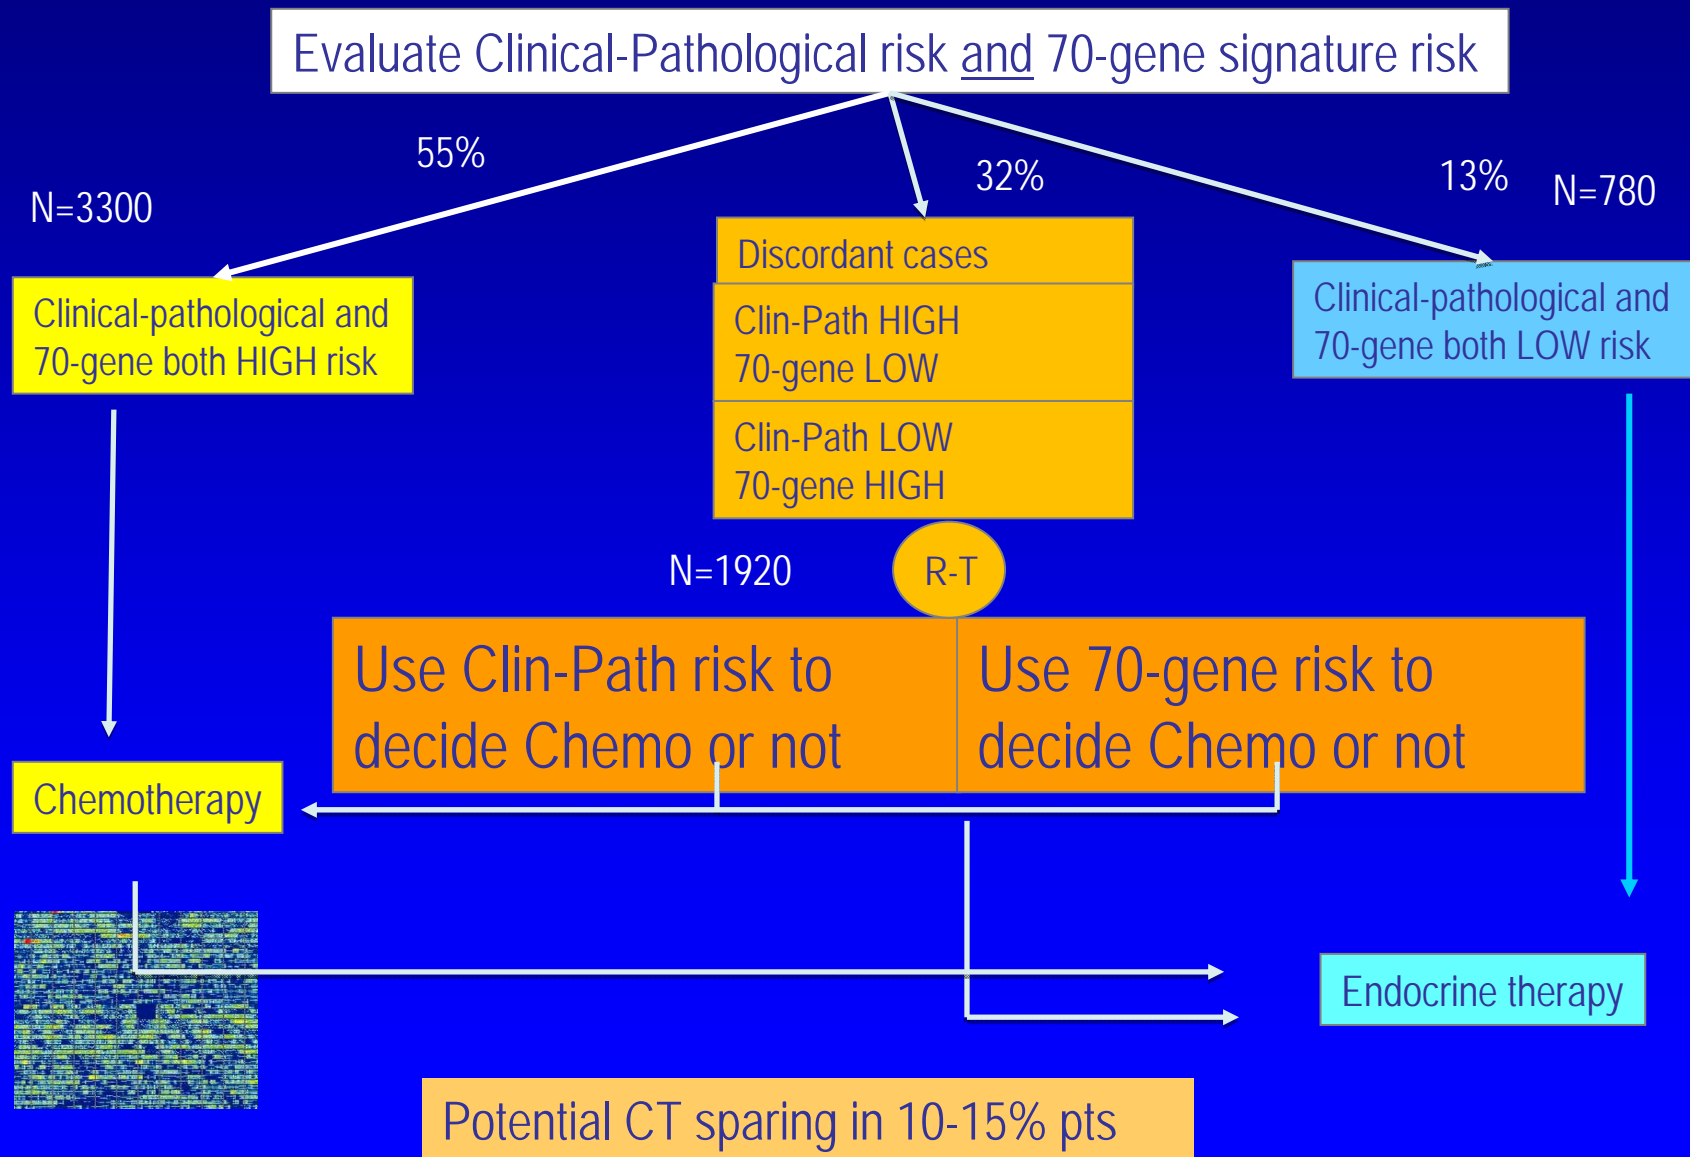 Evaluate Clinical-Pathological risk and 70-gene signature risk
55%
32%
13%
N=3300
N=780
Clinical-pathological and
70-gene both HIGH risk
Discordant cases
Clin-Path HIGH
70-gene LOW
Clin-Path LOW
70-gene HIGH
Clinical-pathological and
70-gene both LOW risk
N=1920
R-T
Use Clin-Path risk to
decide Chemo or not
Use 70-gene risk to
decide Chemo or not
Chemotherapy
Endocrine therapy
Potential CT sparing in 10-15% pts